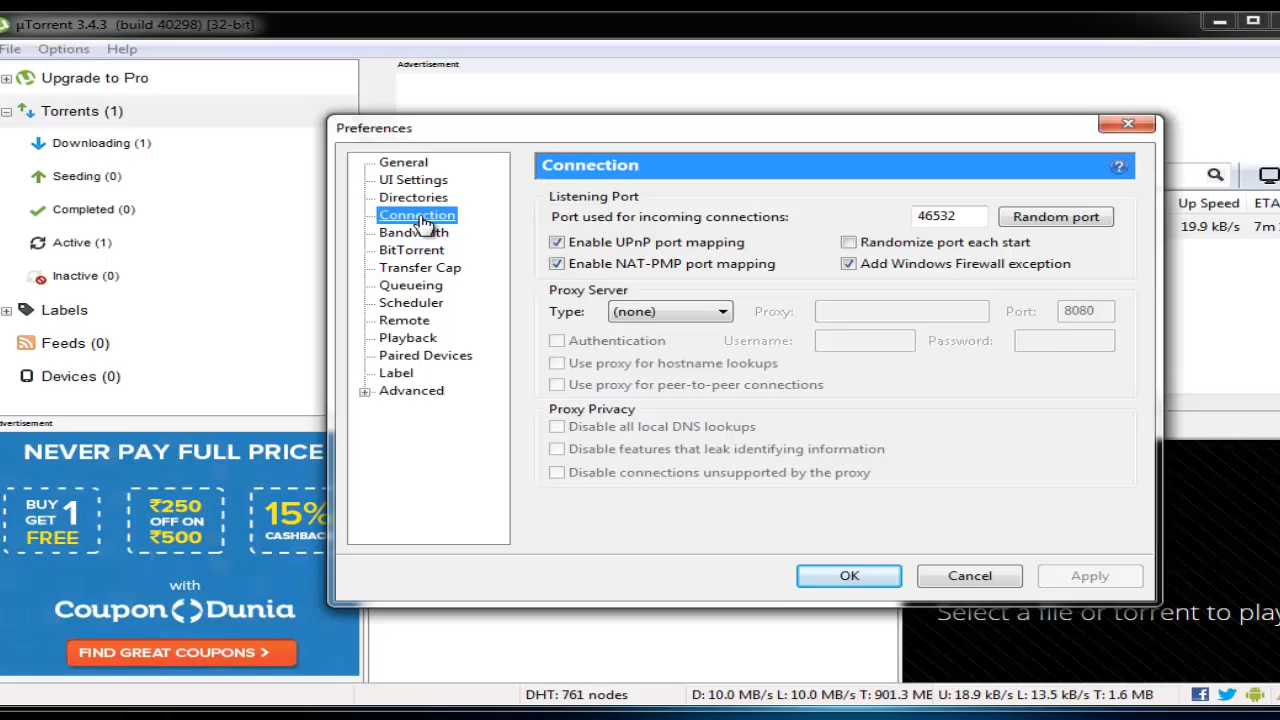 µTorrent 3.4.3 (build 40298) [32-bit]
File Options Help
Upgrade to Pro
Torrents (1)
Downloading (1)
Seeding (0)
Completed (0)
Active (1)
Inactive (0)
Labels
Feeds (0)
Devices (0)
Advertisement
Up Speed ETA
19.9 kB/s 7m
Preferences
General
UI Settings
Directories
Connection
Bandwidth
BitTorrent
Transfer Cap
Queueing
Scheduler
Remote
Playback
Paired Devices
Label
Advanced
Connection
Listening Port
Port used for incoming connections: 46532 Random port
Enable UPnP port mapping Randomize port each start
Enable NAT-PMP port mapping Add Windows Firewall exception
Proxy Server
Type: (none) Proxy: Port: 8080
Authentication Username: Password:
Use proxy for hostname lookups
Use proxy for peer-to-peer connections
Proxy Privacy
Disable all local DNS lookups
Disable features that leak identifying information
Disable connections unsupported by the proxy
OK Cancel Apply
dvertisement
NEVER PAY FULL PRICE
BUY 1
GET
FREE
₹250
OFF ON
₹500
15%
CASHBAC
with
Coupon Dunia
FIND GREAT COUPONS >
Select a file or torrent to play
DHT: 761 nodes D: 10.0 MB/s L: 10.0 MB/s T: 901.3 ME U: 18.9 kB/s L: 13.5 kB/s T: 1.6 MB